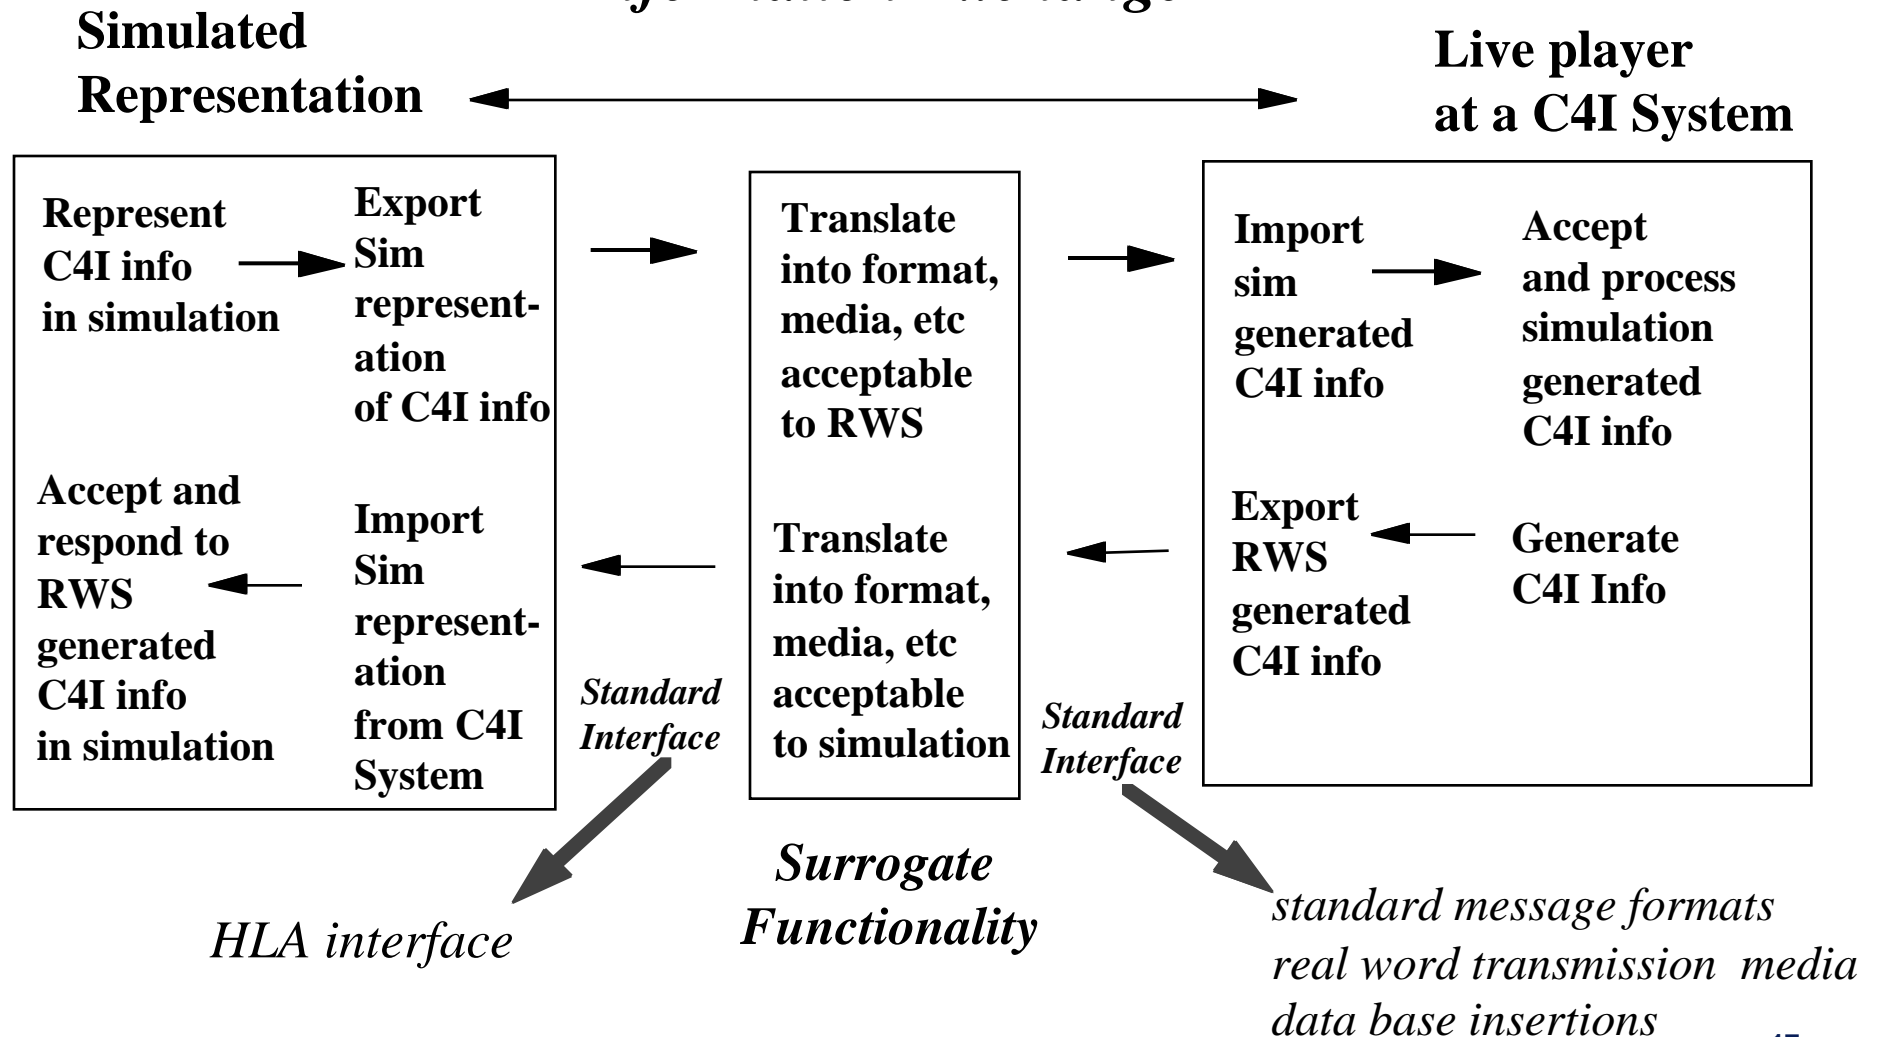 Simulated
Representation
Live player
at a C4I System
Represent
C4I info
in simulation
Export
Sim
represent-
ation
of C4I info
Translate
into format,
media, etc
acceptable
to RWS
Import
sim
generated
C4I info
Accept
and process
simulation
generated
C4I info
Accept and
respond to
RWS
generated
C4I info
in simulation
Import
Sim
represent-
ation
from C4I
System
Standard
Interface
Translate
into format,
media, etc
acceptable
to simulation
Standard
Interface
Export
RWS
generated
C4I info
Generate
C4I Info
HLA interface
Surrogate
Functionality
standard message formats
real word transmission media
data base insertions